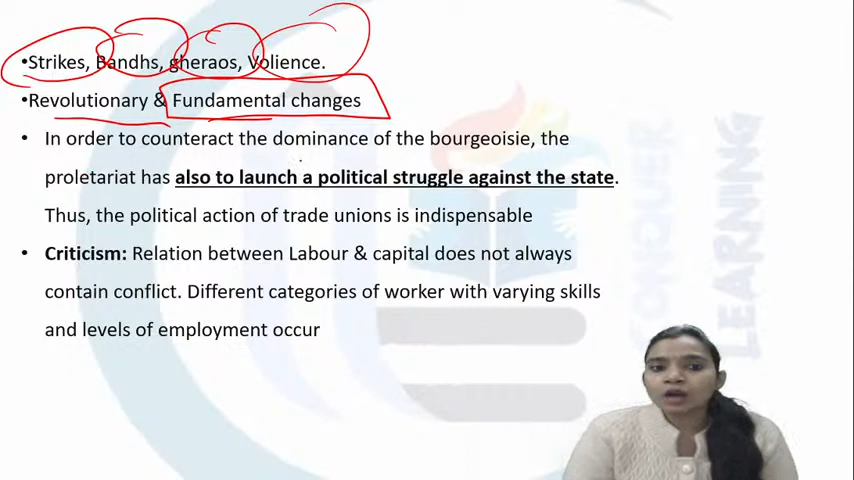 •Strikes, Bandhs, gheraos, Volience.
•Revolutionary & Fundamental changes
• In order to counteract the dominance of the bourgeoisie, the
proletariat has also to launch a political struggle against the state.
Thus, the political action of trade unions is indispensable
• Criticism: Relation between Labour & capital does not always
contain conflict. Different categories of worker with varying skills
and levels of employment occur
CONQUER
LEARNING